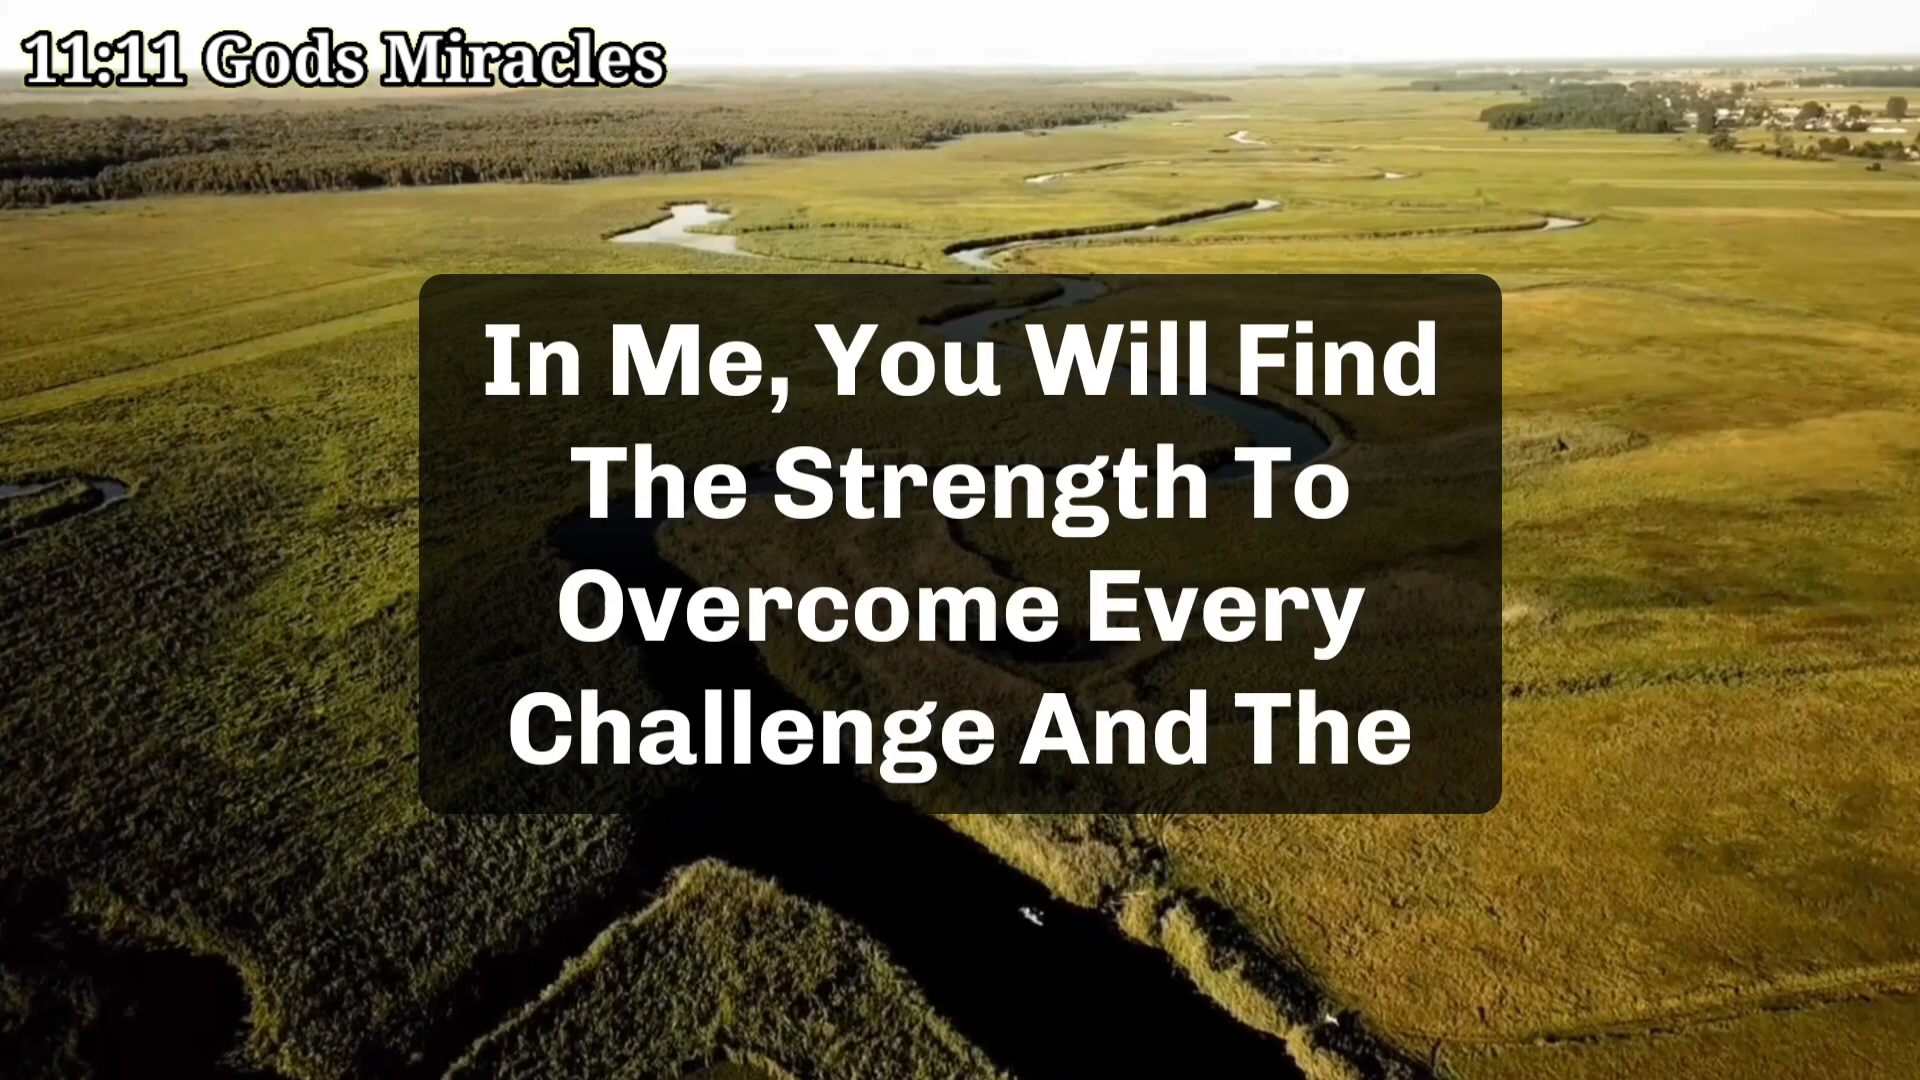 11:11 Gods Miracles
In Me, You Will Find
The Strength To
Overcome Every
Challenge And The